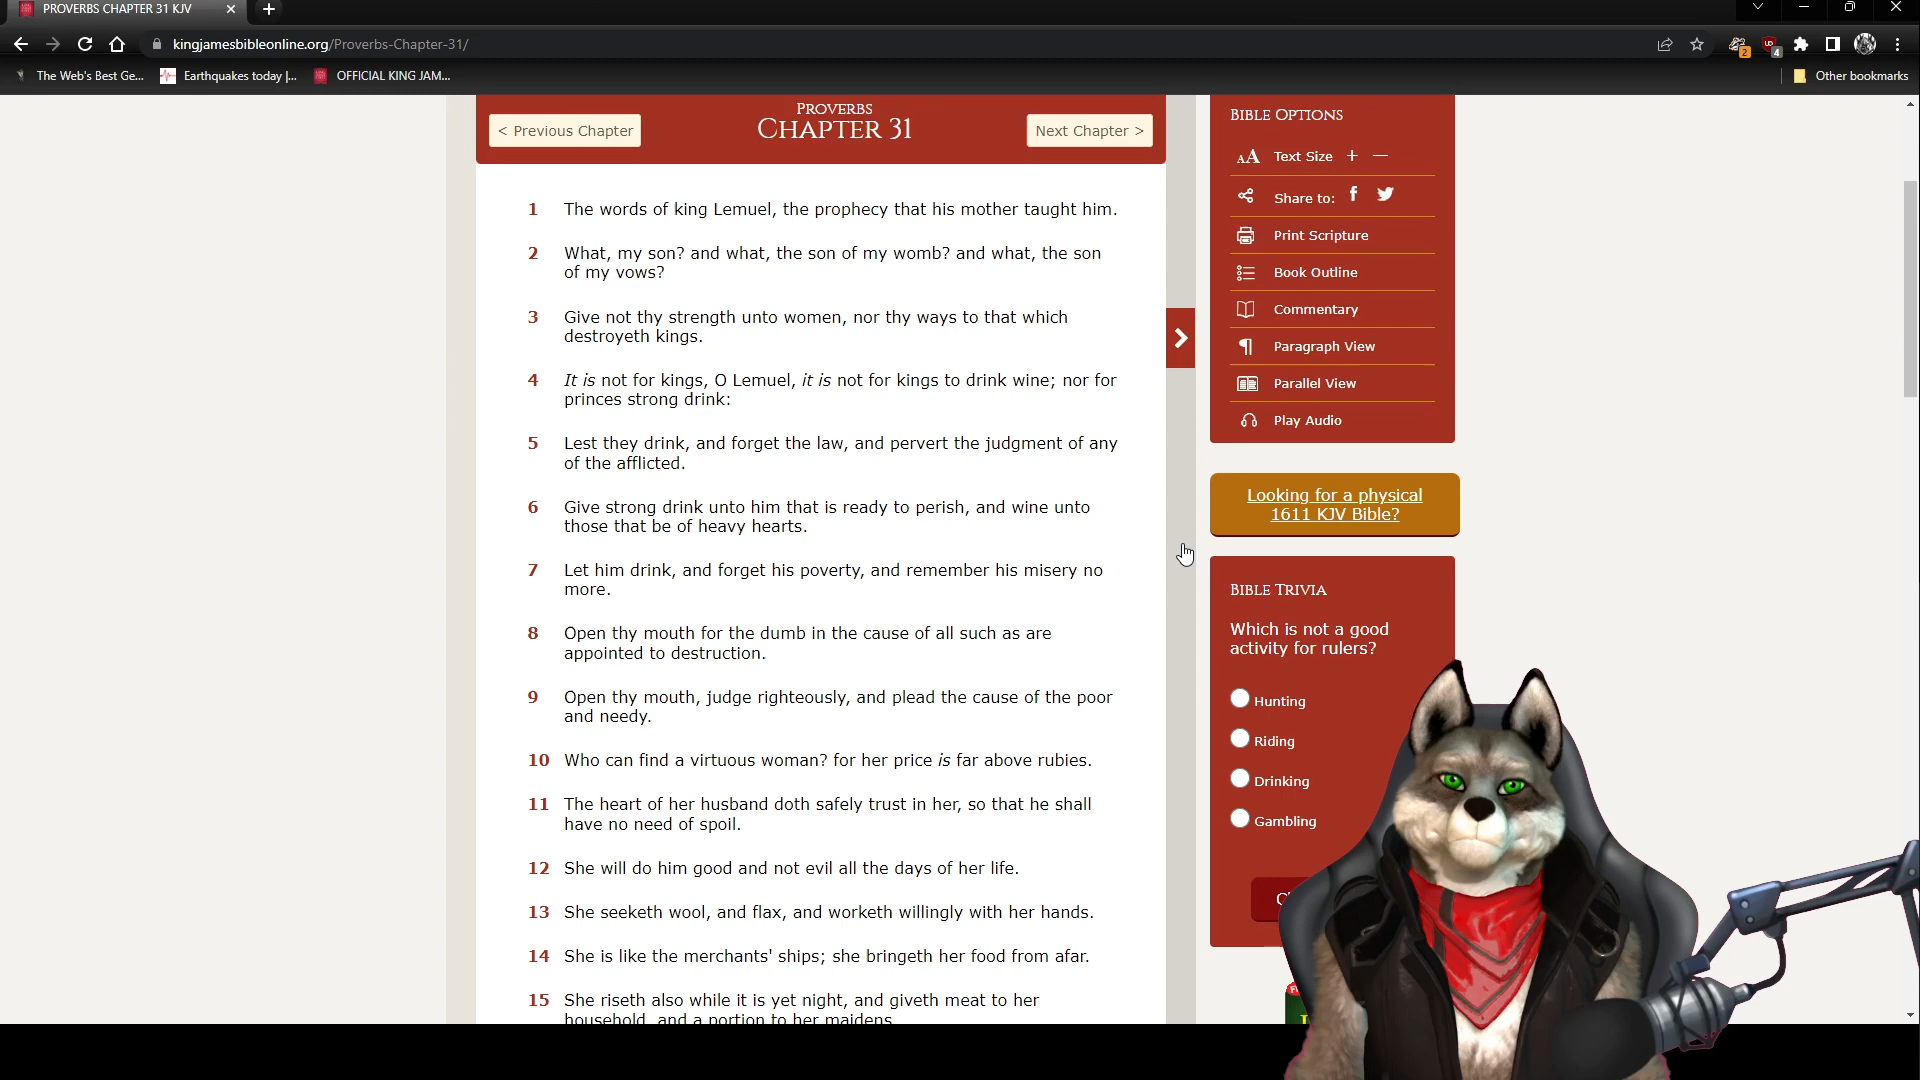 PROVERBS CHAPTER 31 KJV
kingjamesbibleonline.org/Proverbs-Chapter-31/
2
4
The Web's Best Ge...
Earthquakes today |...
OFFICIAL KING JAM...
Other bookmarks
< Previous Chapter
PROVERBS
CHAPTER 31
Next Chapter >
1 The words of king Lemuel, the prophecy that his mother taught him.
2 What, my son? and what, the son of my womb? and what, the son
of my vows?
3 Give not thy strength unto women, nor thy ways to that which
destroyeth kings.
4 It is not for kings, O Lemuel, it is not for kings to drink wine; nor for
princes strong drink:
5 Lest they drink, and forget the law, and pervert the judgment of any
of the afflicted.
6 Give strong drink unto him that is ready to perish, and wine unto
those that be of heavy hearts.
7 Let him drink, and forget his poverty, and remember his misery no
more.
8 Open thy mouth for the dumb in the cause of all such as are
appointed to destruction.
9 Open thy mouth, judge righteously, and plead the cause of the poor
and needy.
10 Who can find a virtuous woman? for her price is far above rubies.
11 The heart of her husband doth safely trust in her, so that he shall
have no need of spoil.
12 She will do him good and not evil all the days of her life.
13 She seeketh wool, and flax, and worketh willingly with her hands.
14 She is like the merchants' ships; she bringeth her food from afar.
15 She riseth also while it is yet night, and giveth meat to her
household, and a portion to her maidens.
BIBLE OPTIONS
AA Text Size + —
Share to:
Print Scripture
Book Outline
Commentary
Paragraph View
Parallel View
Play Audio
Looking for a physical
1611 KJV Bible?
BIBLE TRIVIA
Which is not a good
activity for rulers?
Hunting
Riding
Drinking
Gambling